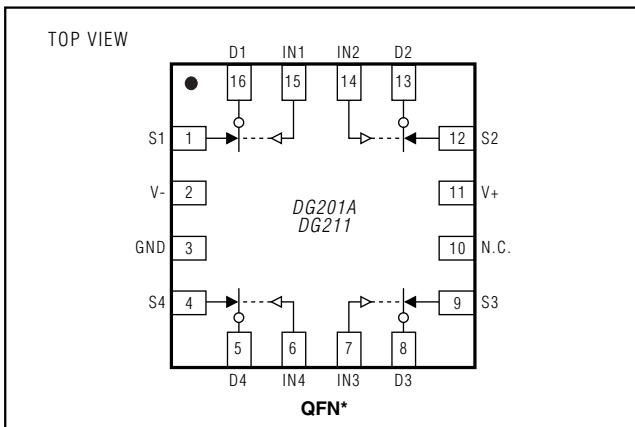 TOP VIEW
D1 IN1 IN2 D2
16 15 14 13
S1 1 12 S2
V- 2 11 V+
DG201A
DG211
GND 3 10 N.C.
S4 4 9 S3
5 6 7 8
D4 IN4 IN3 D3
QFN*